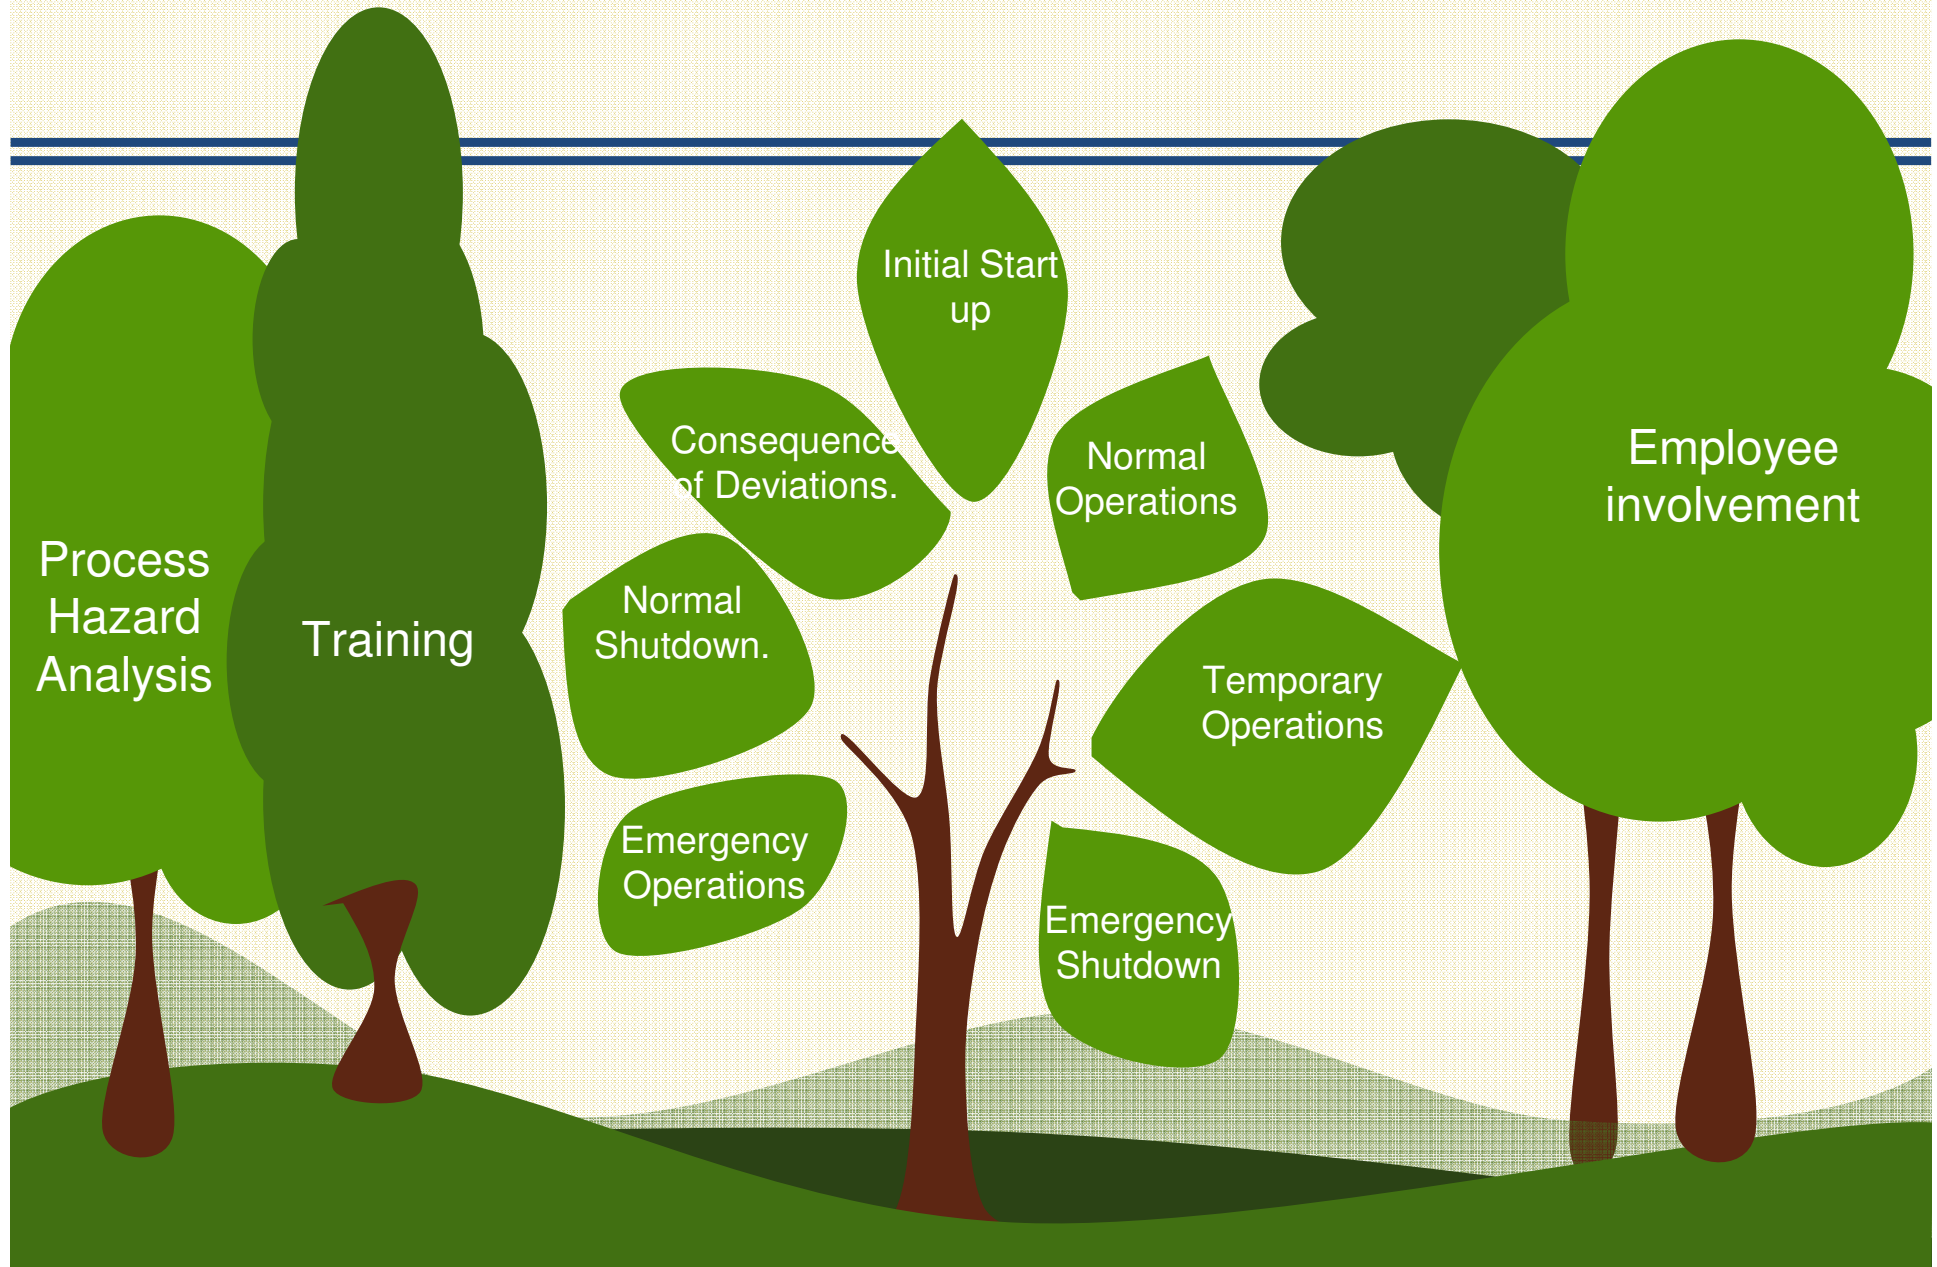 Initial Start
up
Consequence
of Deviations.
Normal
Operations
Employee
involvement
Process
Hazard
Analysis
Training
Normal
Shutdown.
Temporary
Operations
Emergency
Operations
Emergency
Shutdown